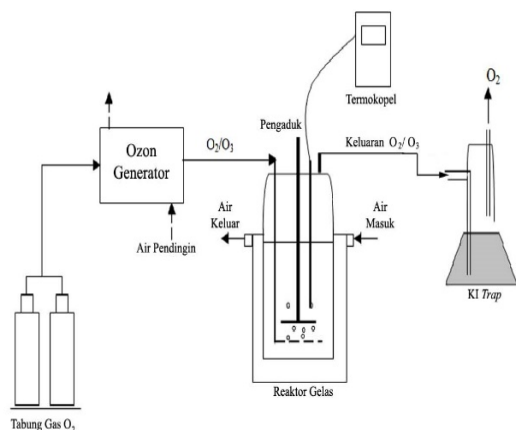 O₂
Termokopel
Pengaduk
Ozon
Generator
O₂/O₃
Keluaran O₂/ O₃
Air
Keluar
Air
Masuk
Air Pendingin
KI Trap
Reaktor Gelas
Tabung Gas O₂